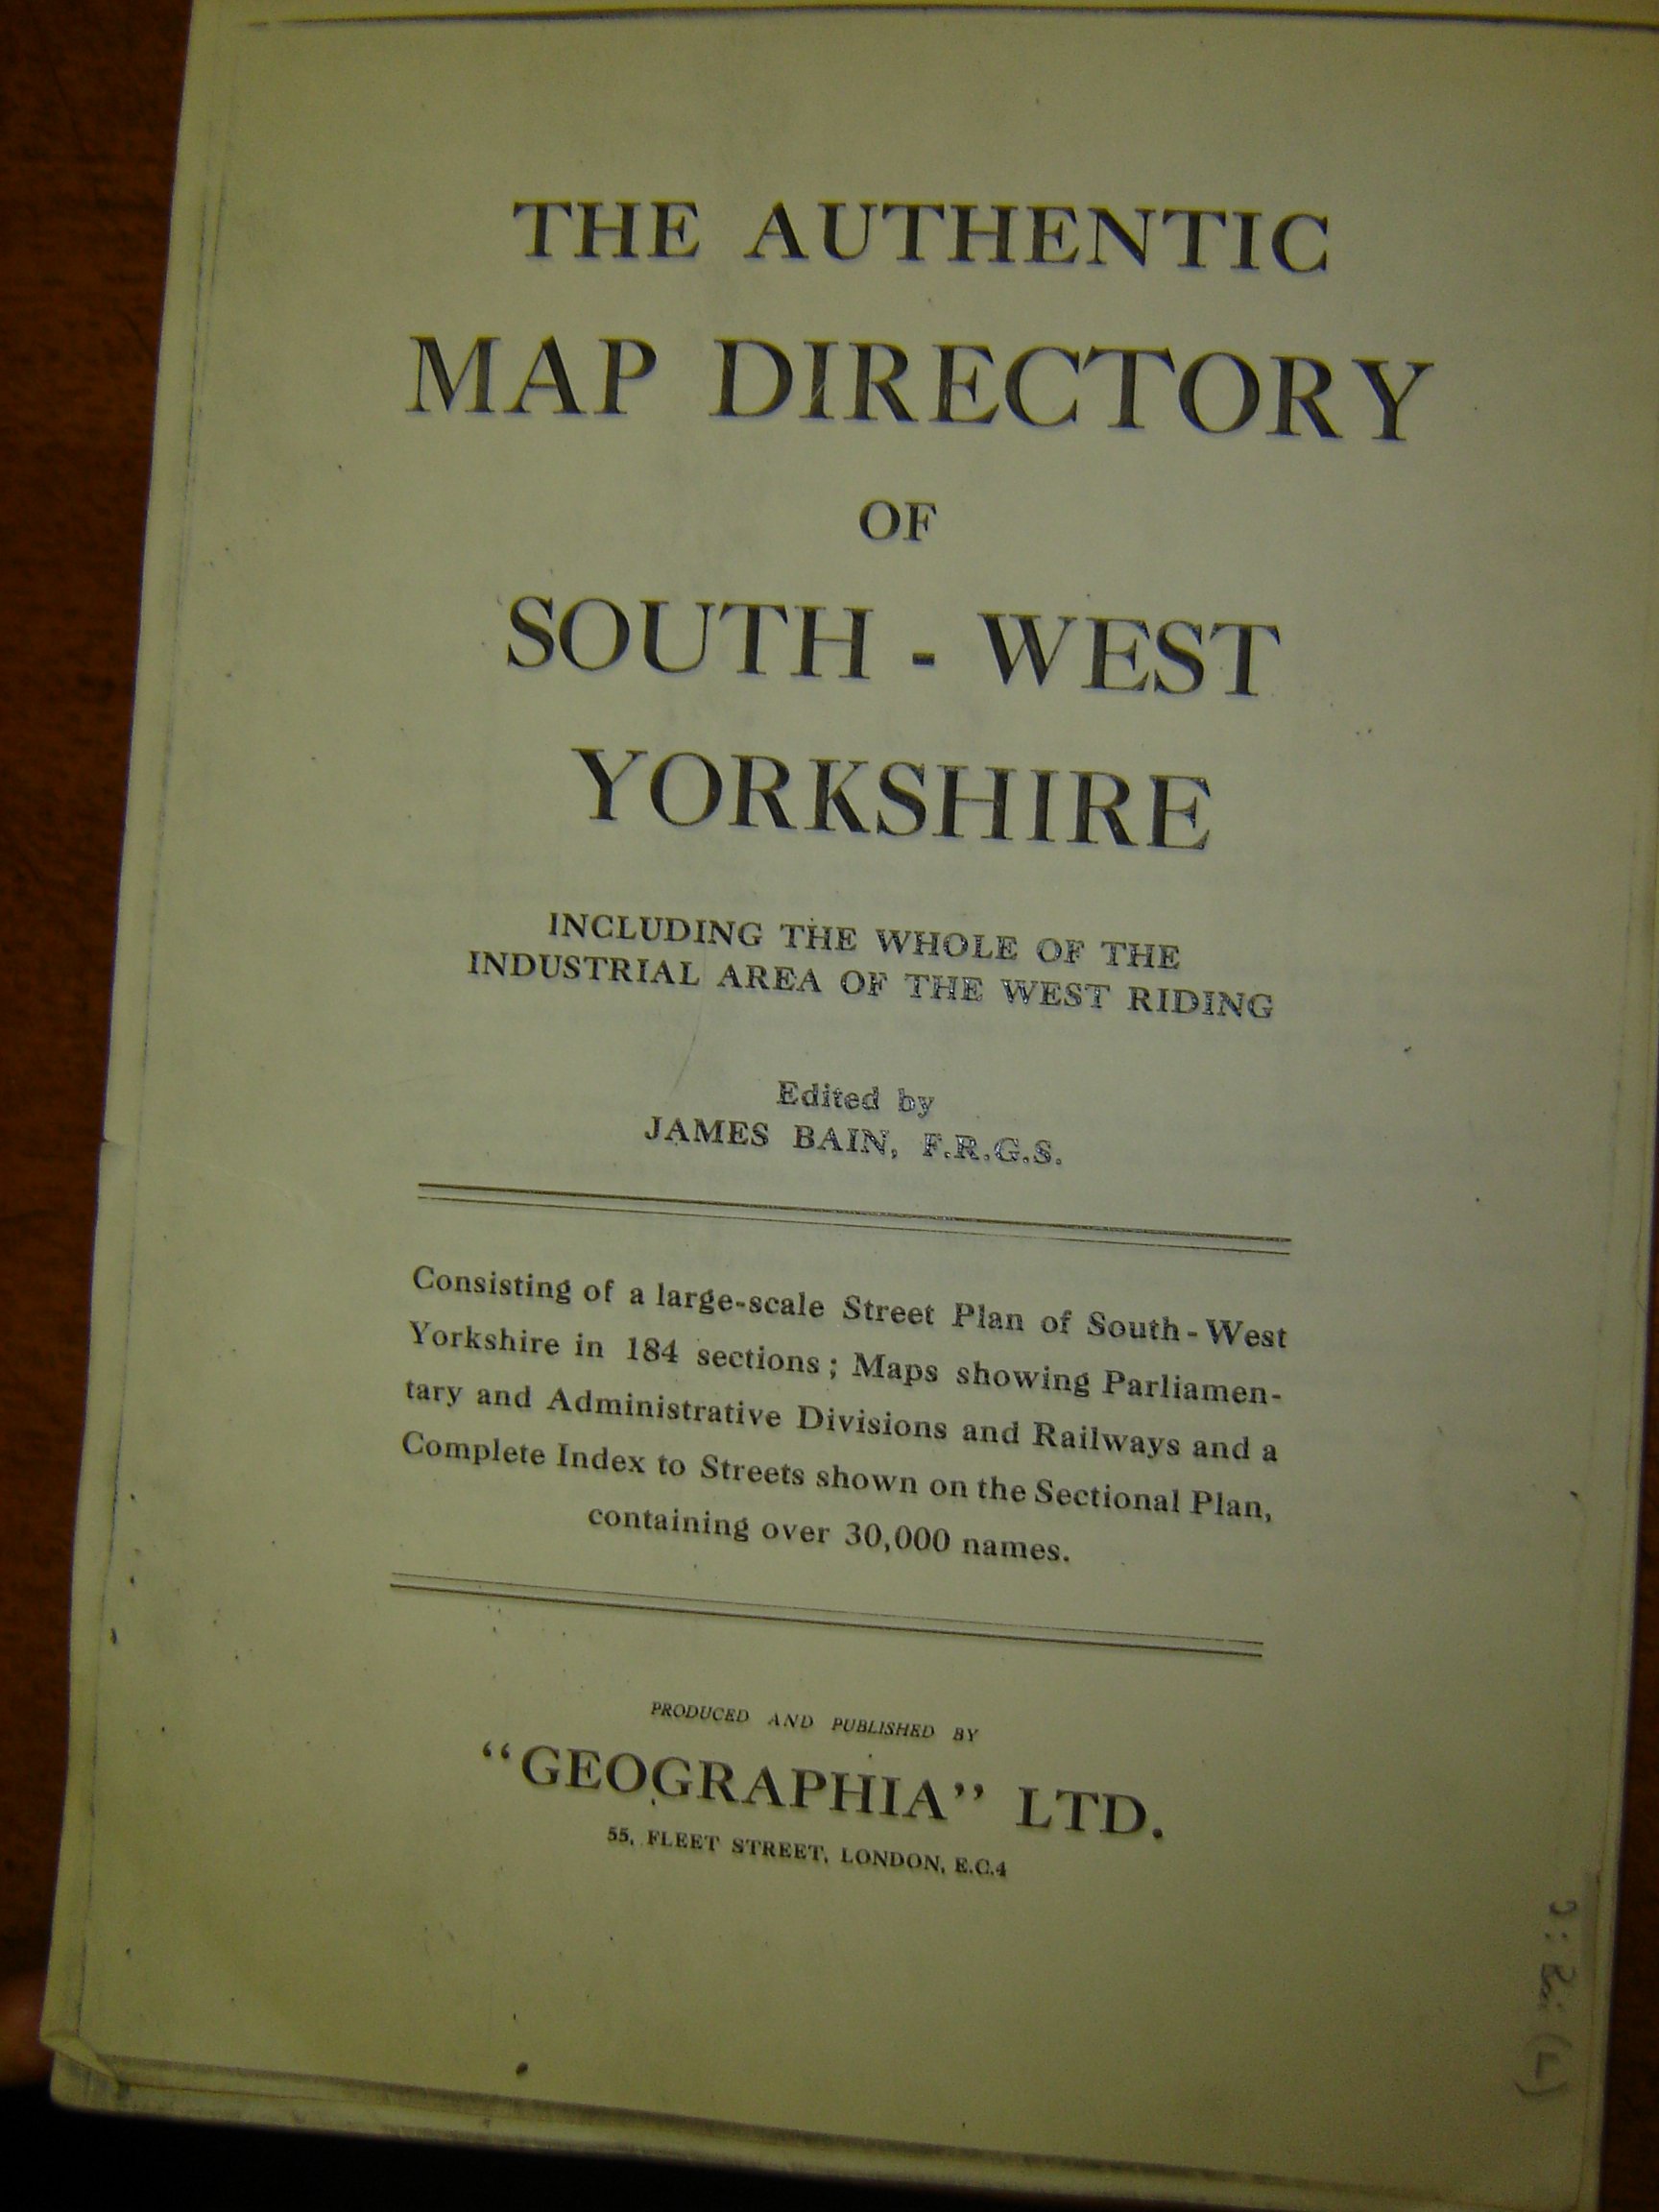 THE AUTHENTIC
MAP DIRECTORY
OF
SOUTH - WEST
YORKSHIRE
INCLUDING THE WHOLE OF THE
INDUSTRIAL AREA OF THE WEST RIDING
Edited by
JAMES BAIN, F.R.G.S.
Consisting of a large-scale Street Plan of South-West
Yorkshire in 184 sections; Maps showing Parliamen-
tary and Administrative Divisions and Railways and a
Complete Index to Streets shown on the Sectional Plan,
containing over 30,000 names.
PRODUCED AND PUBLISHED BY
"GEOGRAPHIA" LTD.
55, FLEET STREET, LONDON, E.C.4